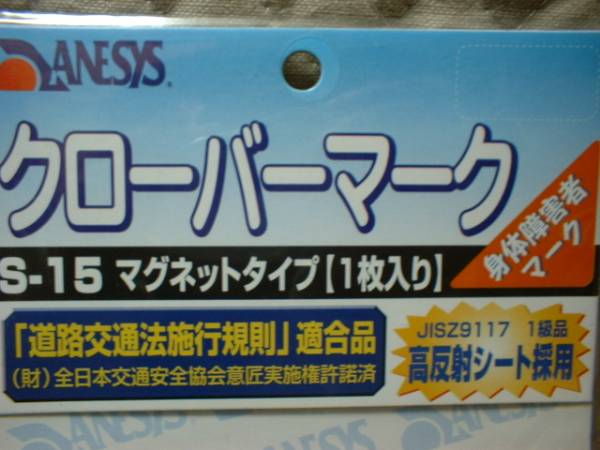 ZANESYS®
クローバーマーク
身体障害者
マーク
S-15 マグネットタイプ【1枚入り】
「道路交通法施行規則」適合品
(財)全日本交通安全協会意匠実施権許諾済
JISZ9117 1級品
高反射シート採用
ANESYS
ANESYS